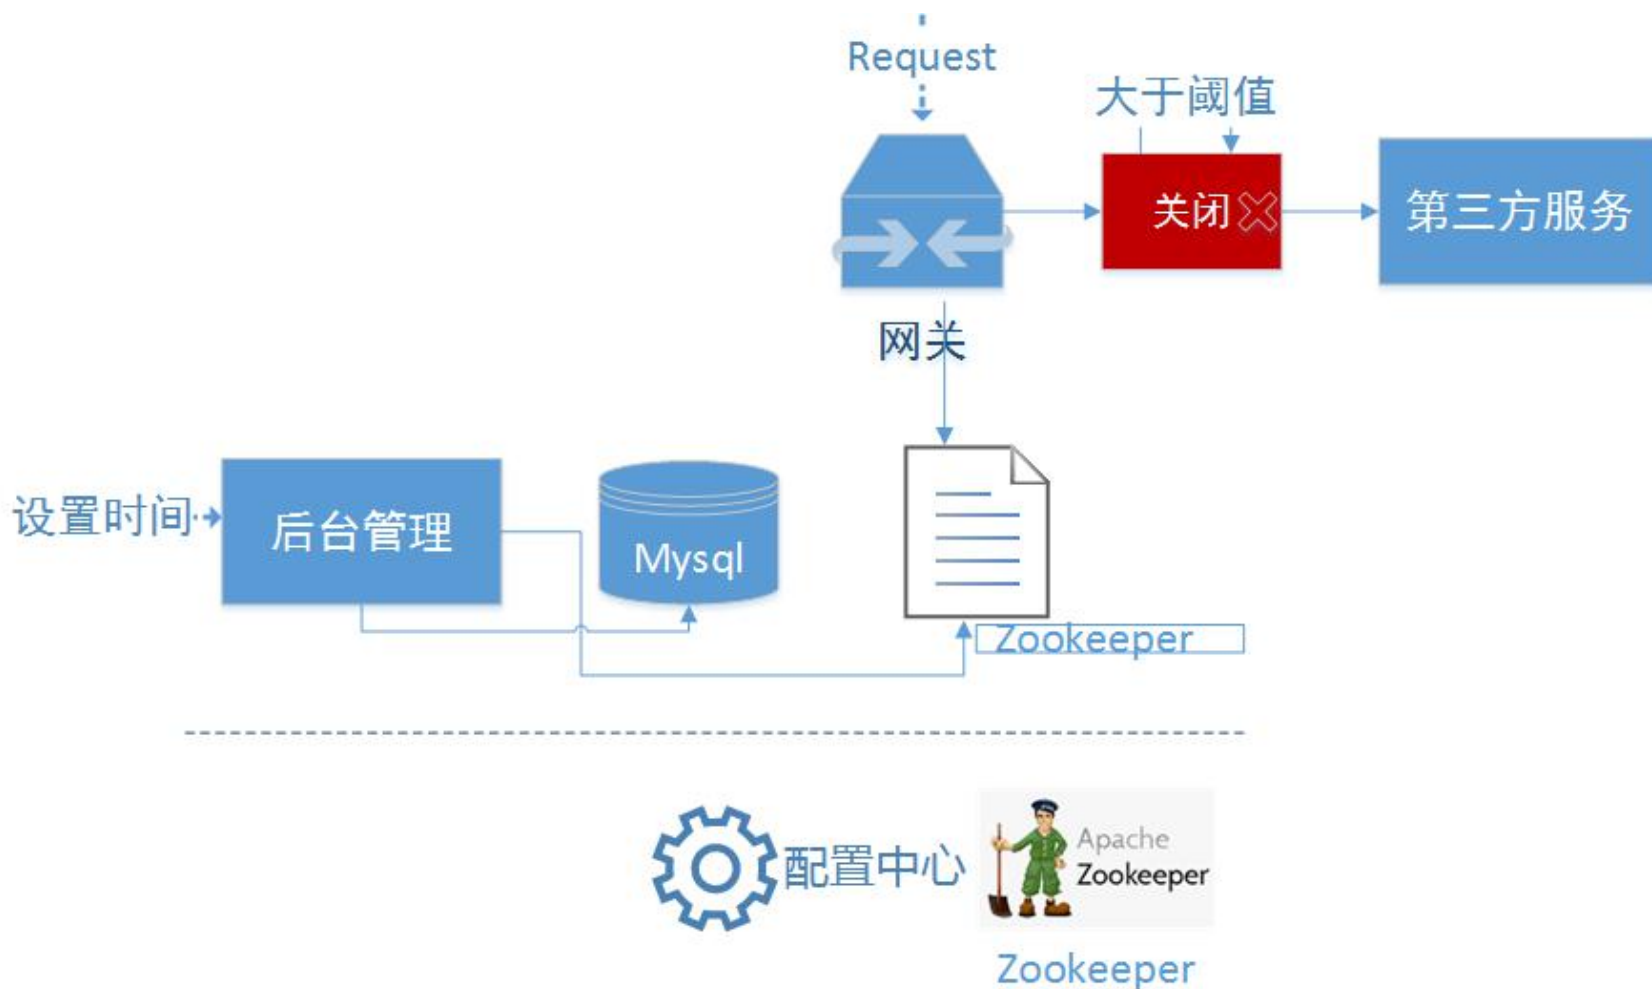 Request
大于阈值
关闭
第三方服务
网关
设置时间
后台管理
Mysql
Zookeeper
配置中心
Apache
Zookeeper
Zookeeper